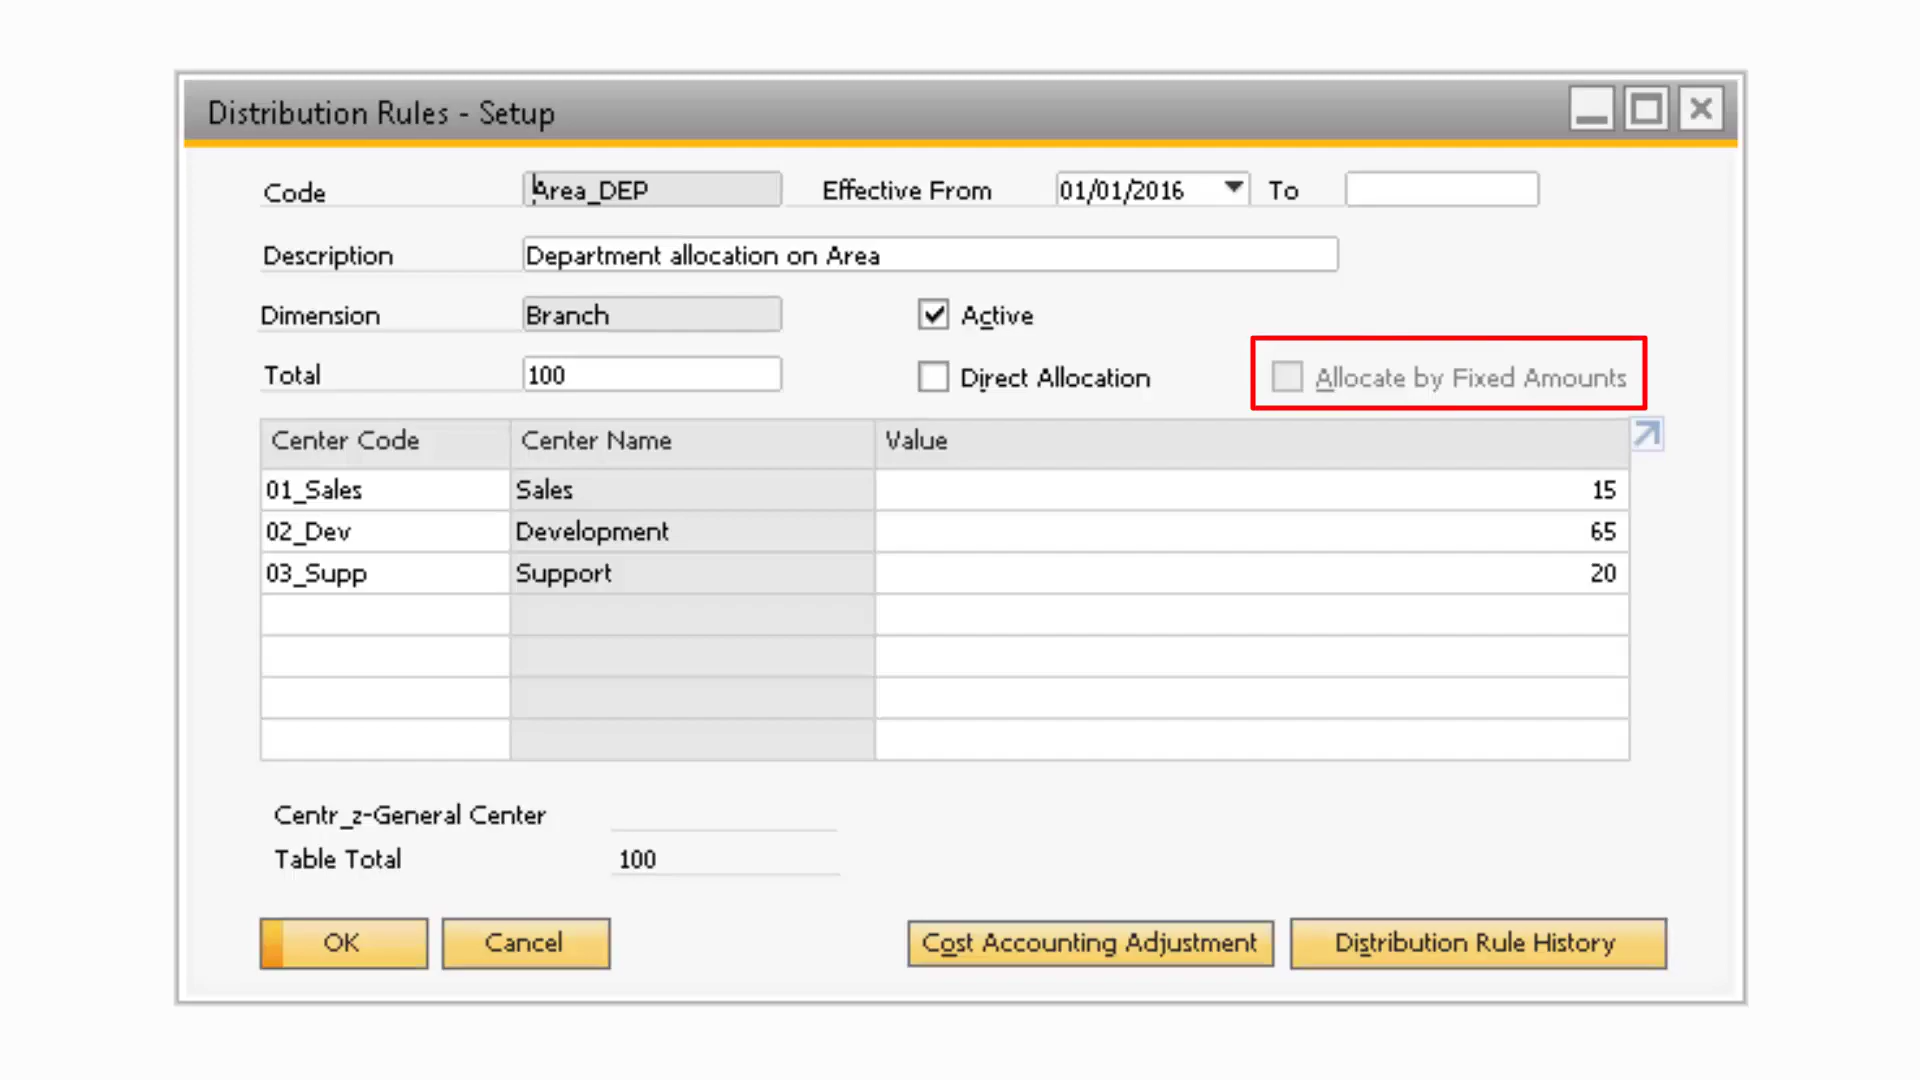 Distribution Rules - Setup
Code Area_DEP Effective From 01/01/2016 To
Description Department allocation on Area
Dimension Branch Active
Total 100 Direct Allocation Allocate by Fixed Amounts
Center Code Center Name Value
01_Sales Sales 15
02_Dev Development 65
03_Supp Support 20
Centr_z-General Center
Table Total 100
OK Cancel Cost Accounting Adjustment Distribution Rule History